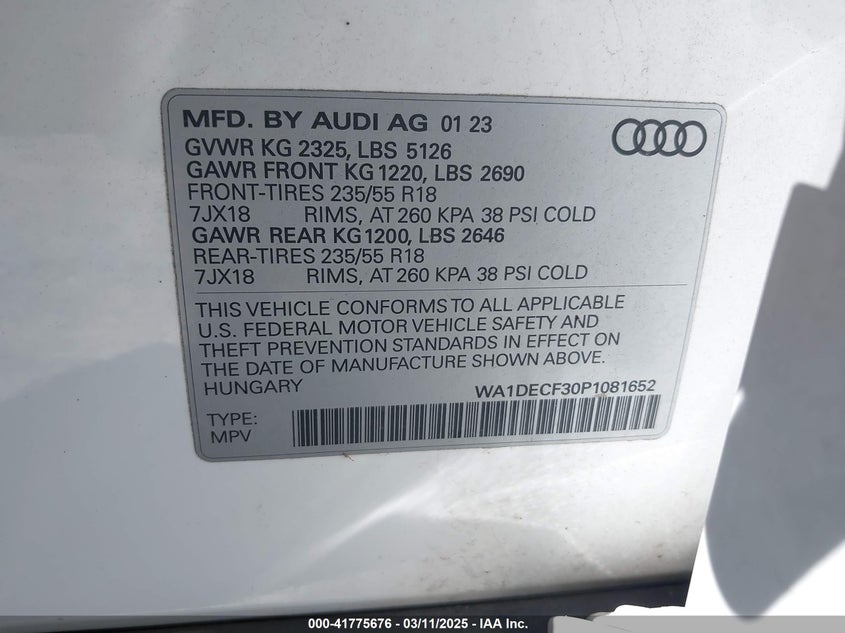 MFD. BY AUDI AG 01 23
GVWR KG 2325, LBS 5126
GAWR FRONT KG 1220, LBS 2690
FRONT-TIRES 235/55 R18
7JX18 RIMS, AT 260 KPA 38 PSI COLD
GAWR REAR KG 1200, LBS 2646
REAR-TIRES 235/55 R18
7JX18 RIMS, AT 260 KPA 38 PSI COLD
THIS VEHICLE CONFORMS TO ALL APPLICABLE
U.S. FEDERAL MOTOR VEHICLE SAFETY AND
THEFT PREVENTION STANDARDS IN EFFECT ON
THE DATE OF MANUFACTURE SHOWN ABOVE.
HUNGARY WA1DECF30P1081652
TYPE:
MPV
000-41775676 - 03/11/2025 - IAA Inc.